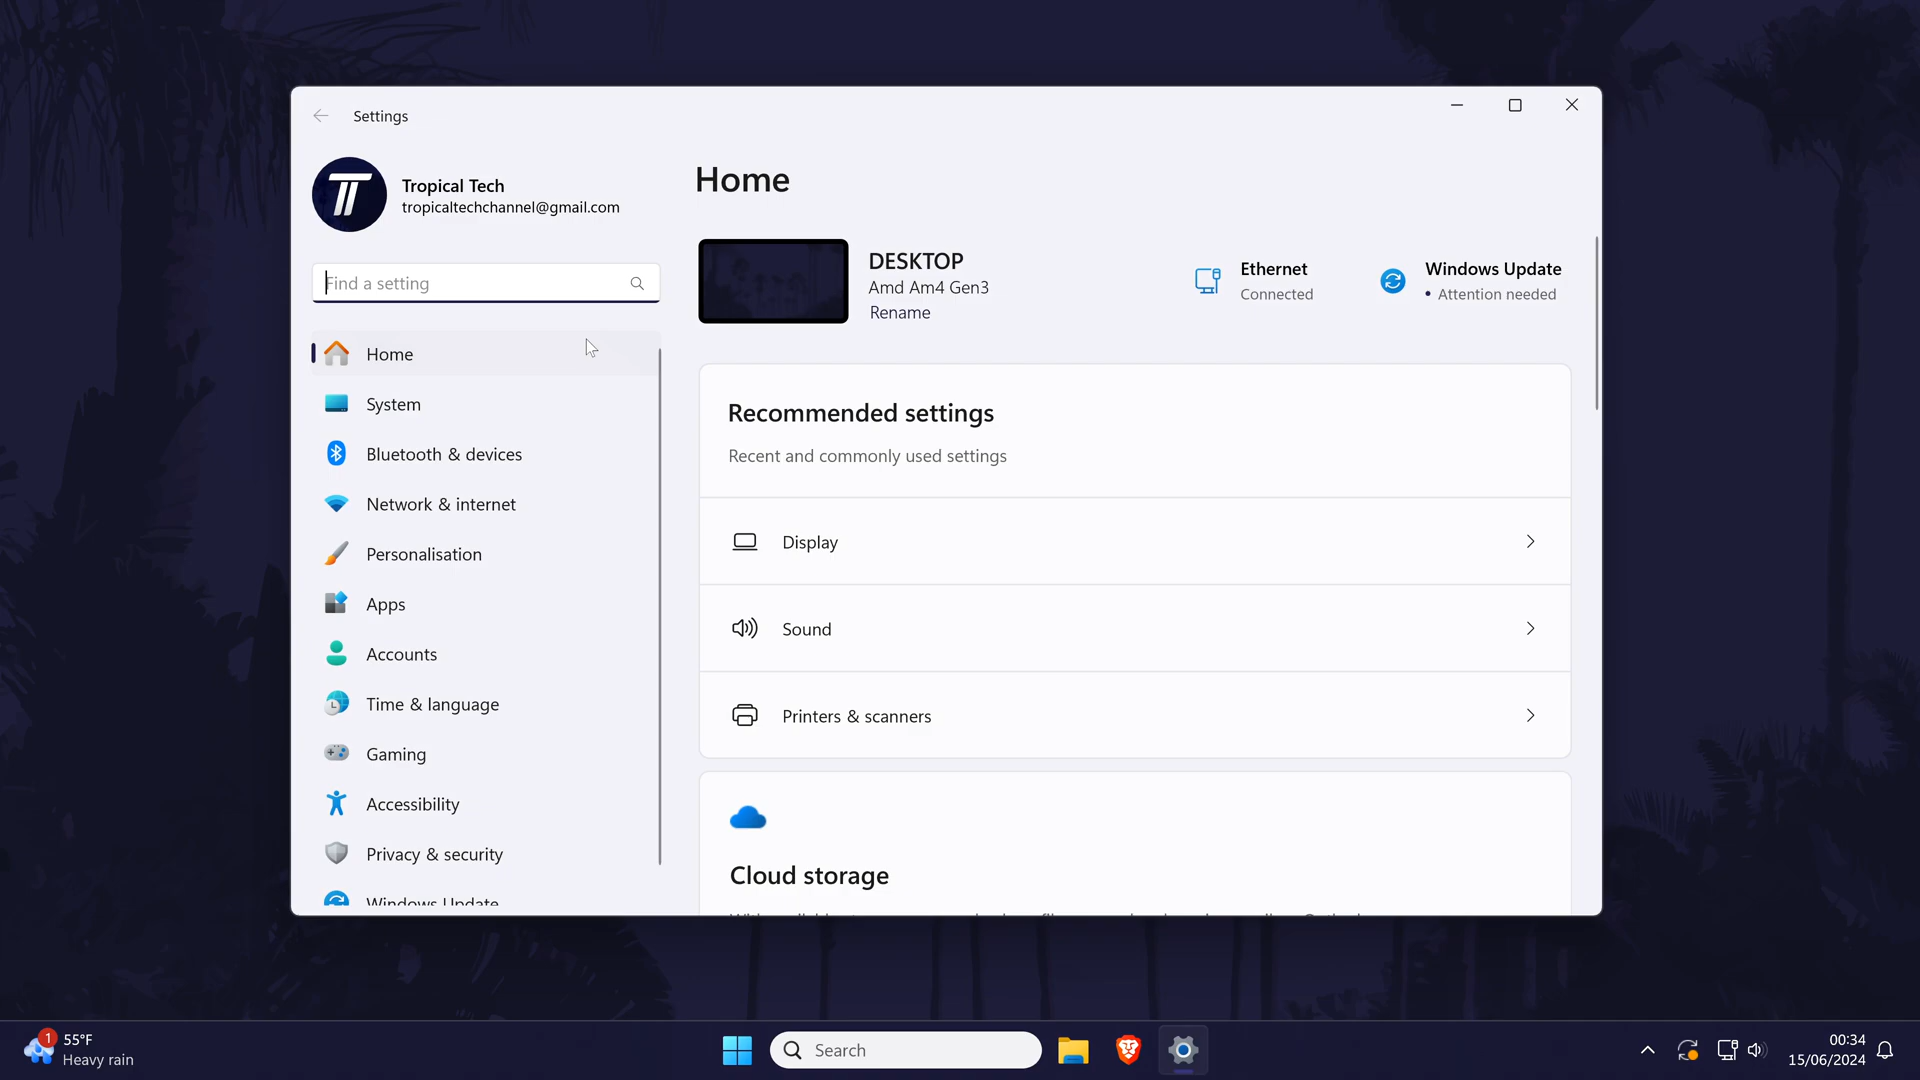 Settings
Tropical Tech
tropicaltechchannel@gmail.com
Find a setting
Home
System
Bluetooth & devices
Network & internet
Personalisation
Apps
Accounts
Time & language
Gaming
Accessibility
Privacy & security
Windows Update
Home
DESKTOP
Amd Am4 Gen3
Rename
Ethernet
Connected
Windows Update
• Attention needed
Recommended settings
Recent and commonly used settings
Display
Sound
Printers & scanners
Cloud storage
1
55°F
Heavy rain
Search
00:34
15/06/2024